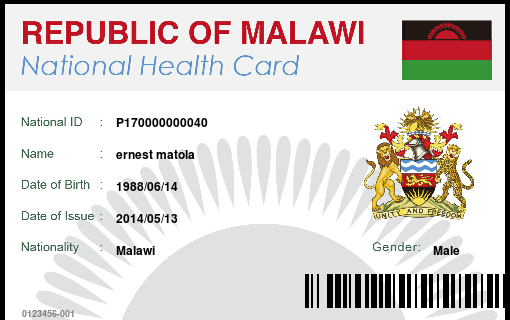 REPUBLIC OF MALAWI
National Health Card
National ID : P170000000040
Name : ernest matola
Date of Birth : 1988/06/14
Date of Issue : 2014/05/13
UNITY AND FREEDOM
Nationality : Malawi Gender: Male
0123456-001